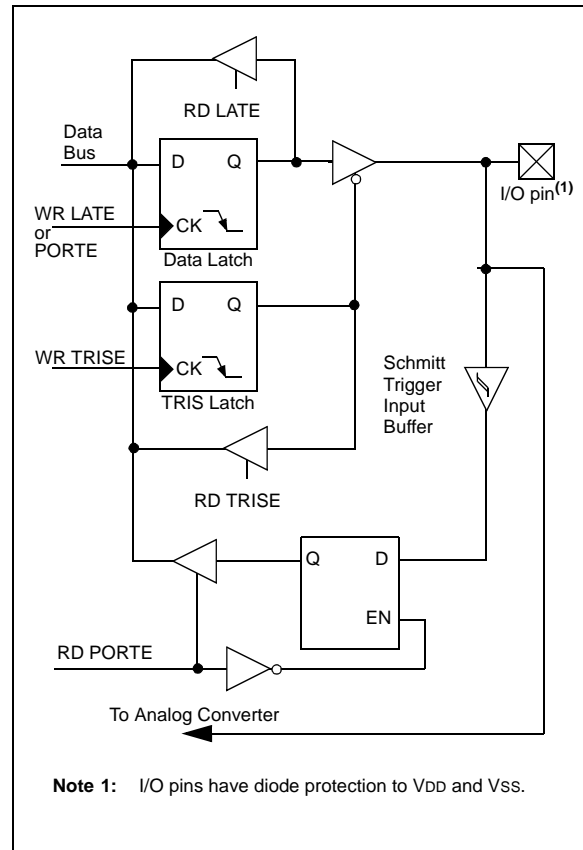 RD LATE
Data
Bus
D Q
I/O pin(1)
WR LATE
or
PORTE
CK
Data Latch
D Q
WR TRISE
CK
TRIS Latch
Schmitt
Trigger
Input
Buffer
RD TRISE
Q D
EN
RD PORTE
To Analog Converter
Note 1: I/O pins have diode protection to VDD and VSS.